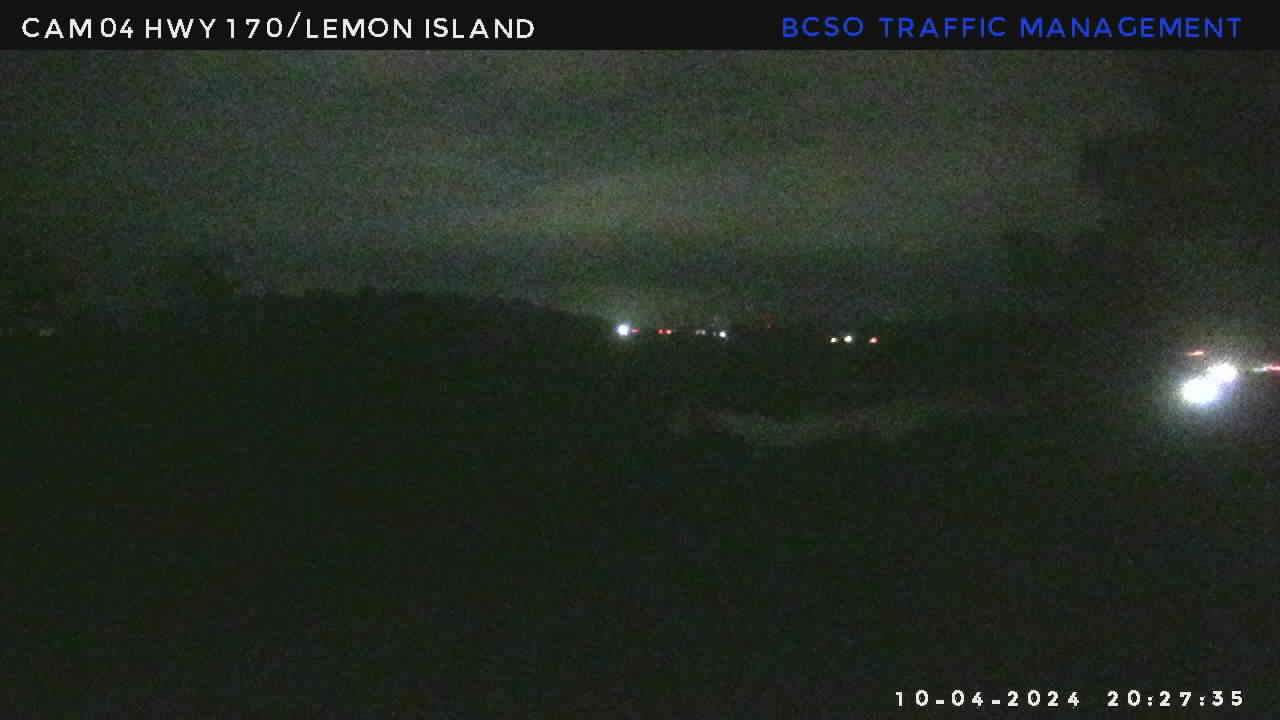 CAM04 HWY 170/LEMON ISLAND
BCSO TRAFFIC MANAGEMENT
10-04-2024 20:27:35